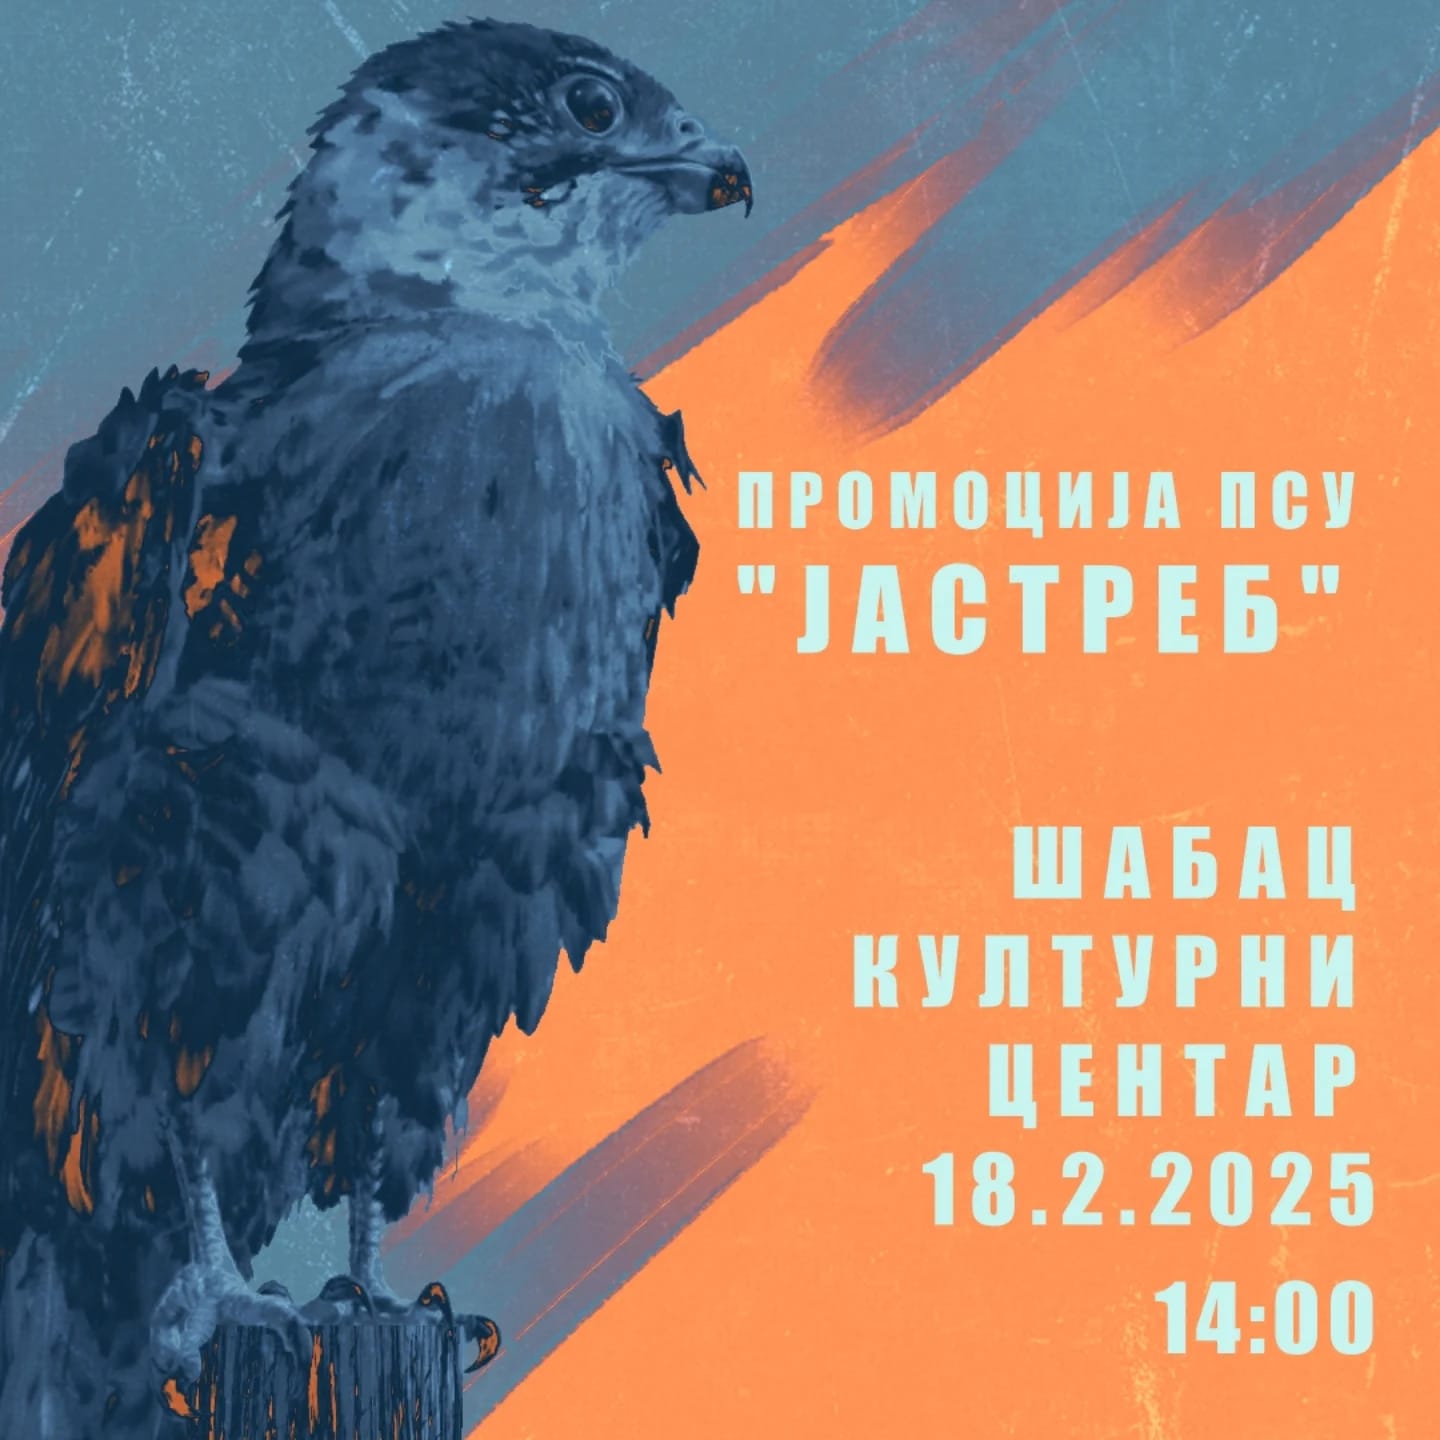 ПРОМОЦИЈА ПСУ
"ЈАСТРЕБ"
ШАБАЦ
КУЛТУРНИ
ЦЕНТАР
18.2.2025
14:00